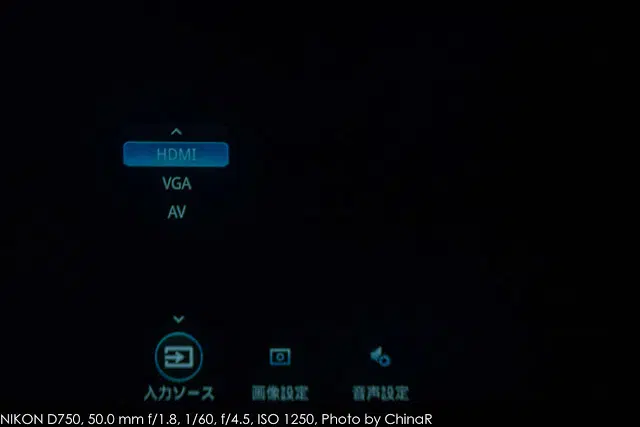 HDMI
VGA
AV
入力ソース 画像設定 音声設定
NIKON D750, 50.0 mm f/1.8, 1/60, f/4.5, ISO 1250, Photo by ChinaR